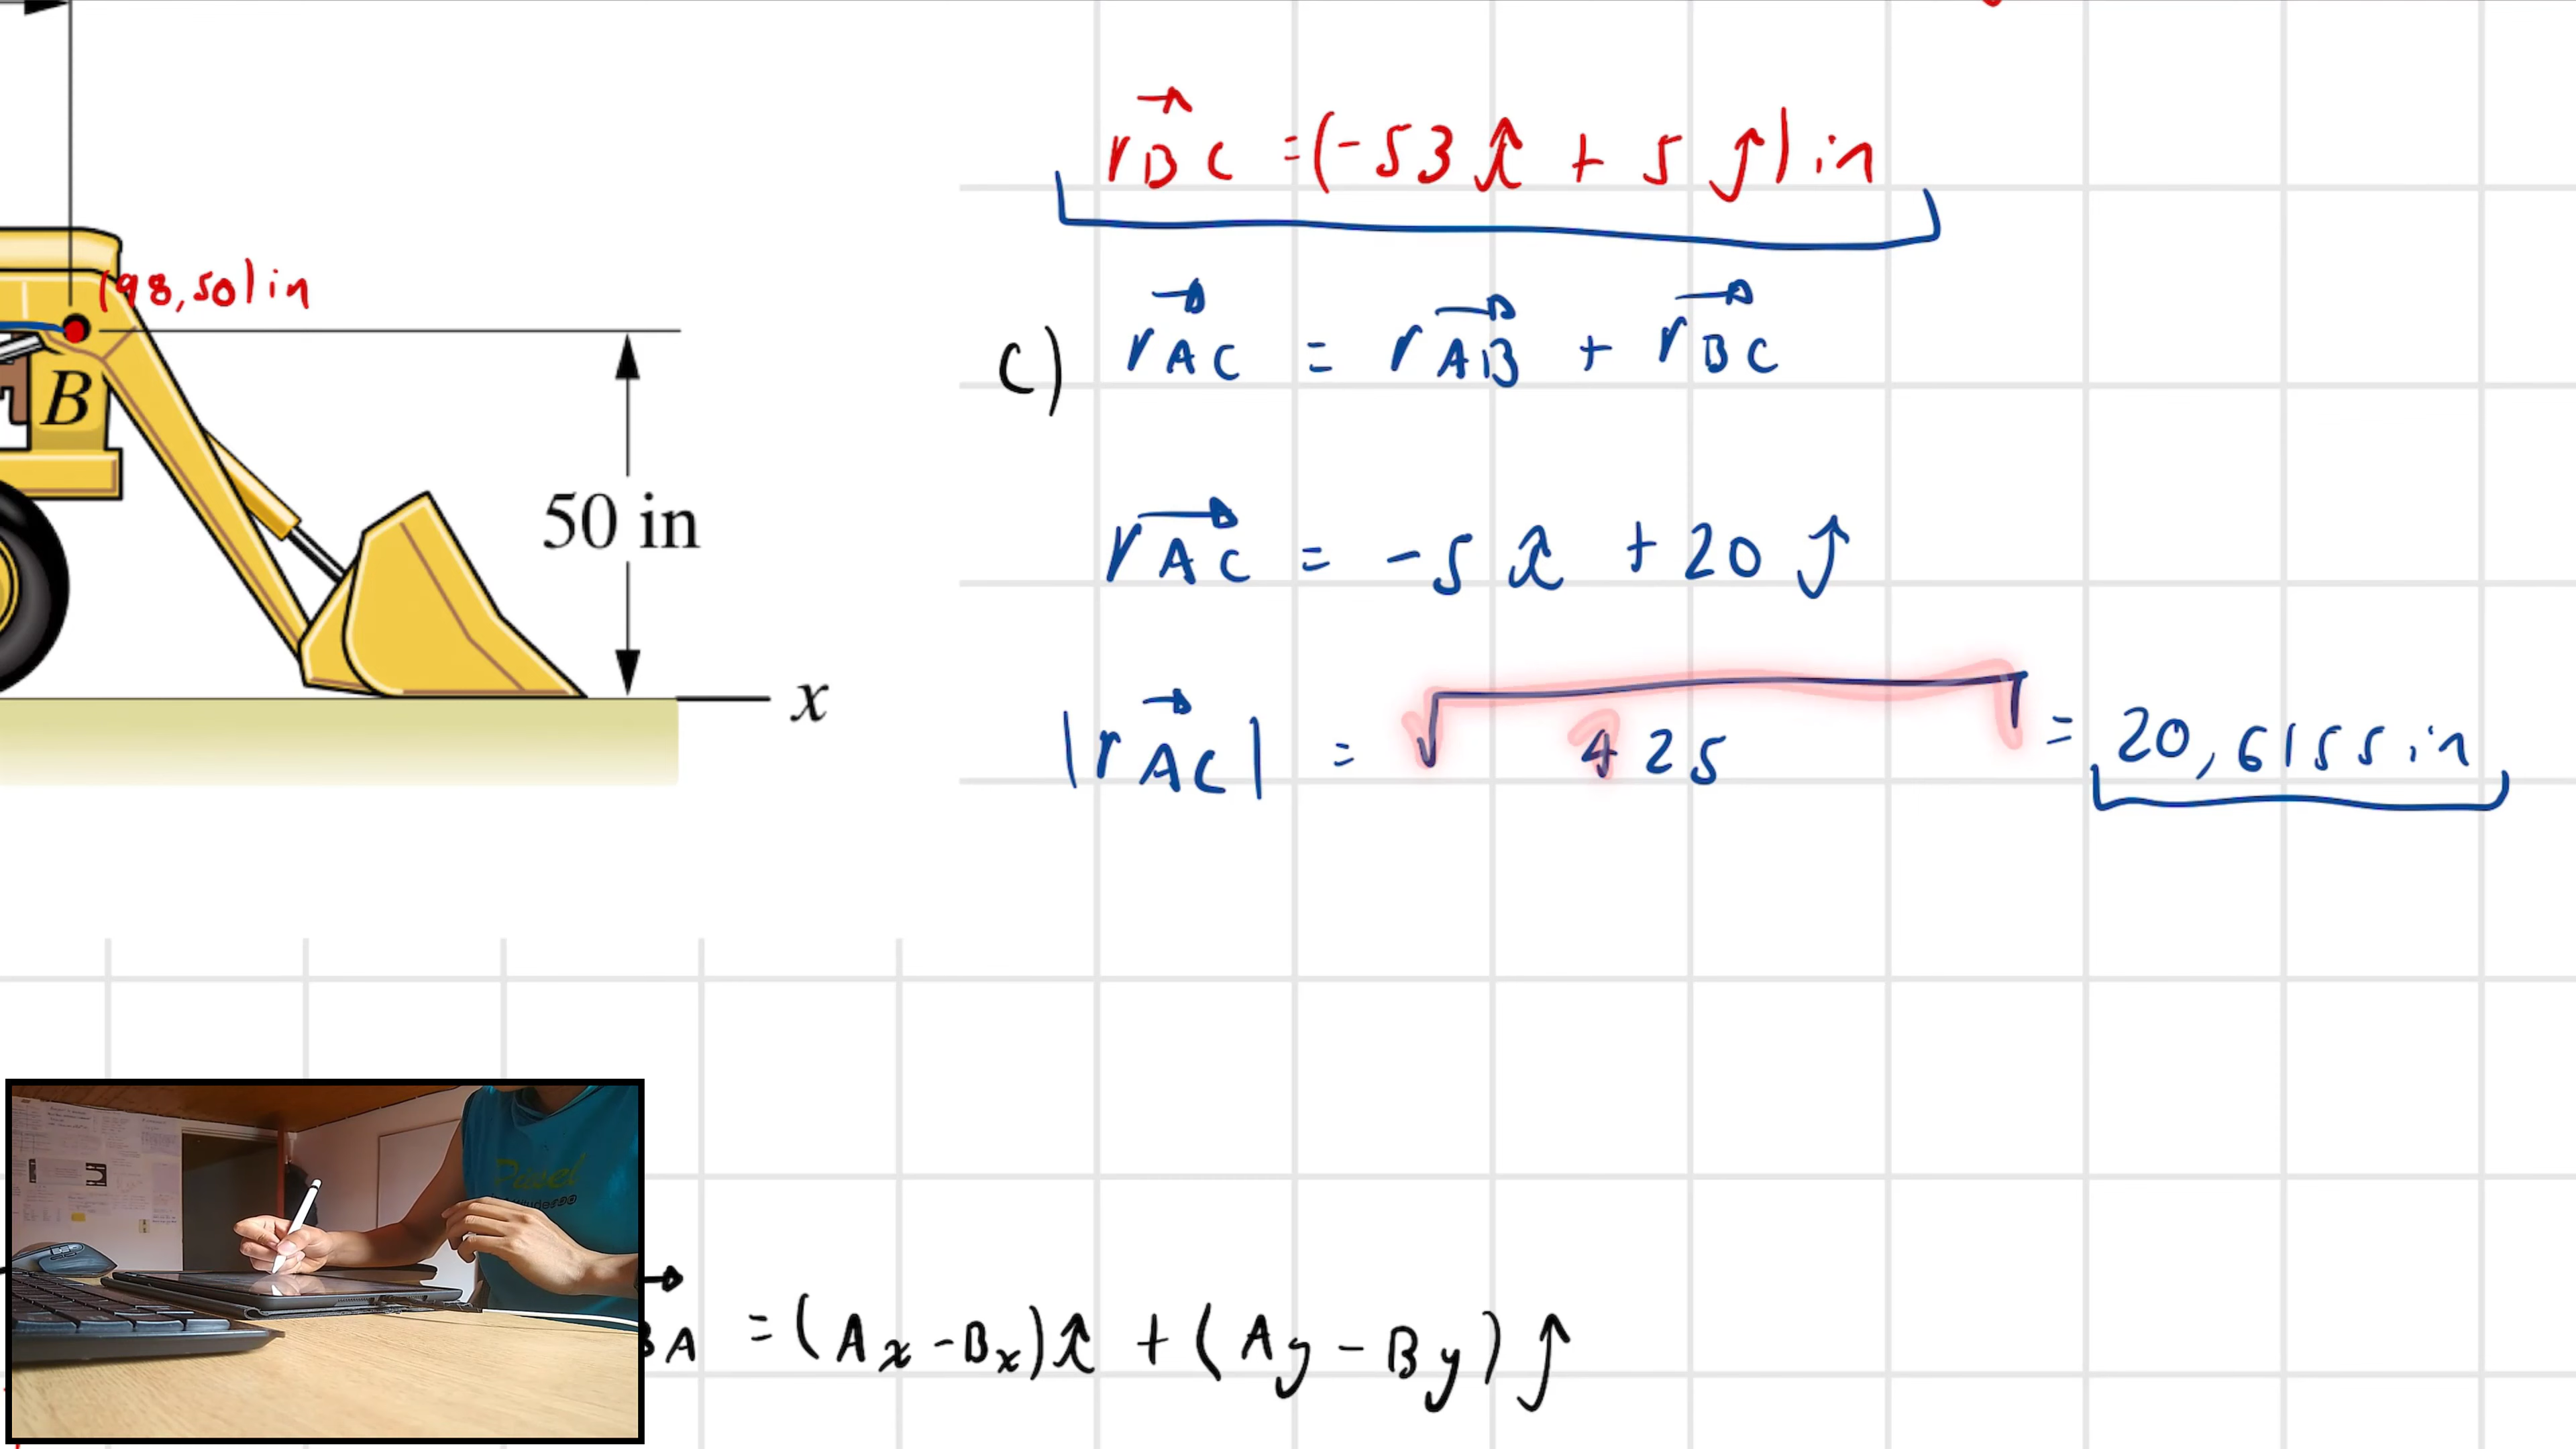 r⃗BC = (-53 î + 5 ĵ) in
(98,50) in
c) r⃗AC = r⃗AB + r⃗BC
B
50 in
r⃗AC = -5 î + 20 ĵ
x
|r⃗AC| = √425 = 20,6155 in
BA = (Ax - Bx) î + (Ay - By) ĵ